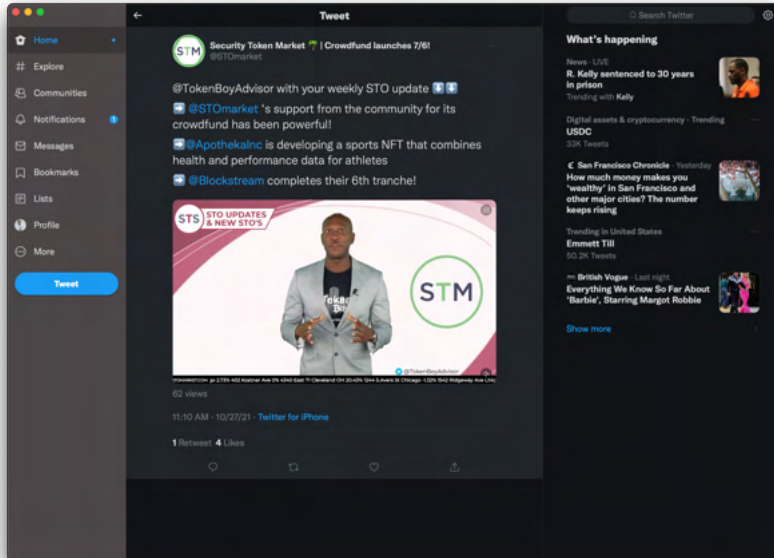 Home
Explore
Communities
Notifications
1
Messages
Bookmarks
Lists
Profile
More
Tweet
Tweet
STM
Security Token Market 🌴 | Crowdfund launches 7/6!
@STOmarket
@TokenBoyAdvisor with your weekly STO update ⬇️⬇️
➡️ @STOmarket 's support from the community for its
crowdfund has been powerful!
➡️ @ApothekaInc is developing a sports NFT that combines
health and performance data for athletes
➡️ @Blockstream completes their 6th tranche!
STS
STO UPDATES
& NEW STO'S
STM
@TokenBoyAdvisor
62 views
11:10 AM · 10/27/21 · Twitter for iPhone
1 Retweet 4 Likes
Search Twitter
What's happening
News · LIVE
R. Kelly sentenced to 30 years
in prison
Trending with Kelly
Digital assets & cryptocurrency · Trending
USDC
33K Tweets
San Francisco Chronicle · Yesterday
How much money makes you
'wealthy' in San Francisco and
other major cities? The number
keeps rising
Trending in United States
Emmett Till
50.2K Tweets
British Vogue · Last night
Everything We Know So Far About
'Barbie', Starring Margot Robbie
Show more